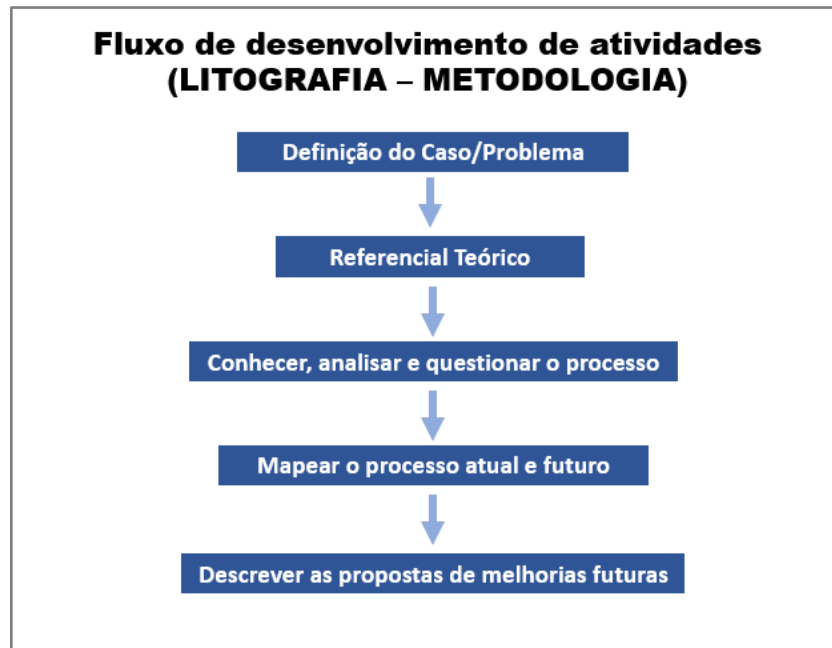 Fluxo de desenvolvimento de atividades
(LITOGRAFIA – METODOLOGIA)
Definição do Caso/Problema
Referencial Teórico
Conhecer, analisar e questionar o processo
Mapear o processo atual e futuro
Descrever as propostas de melhorias futuras